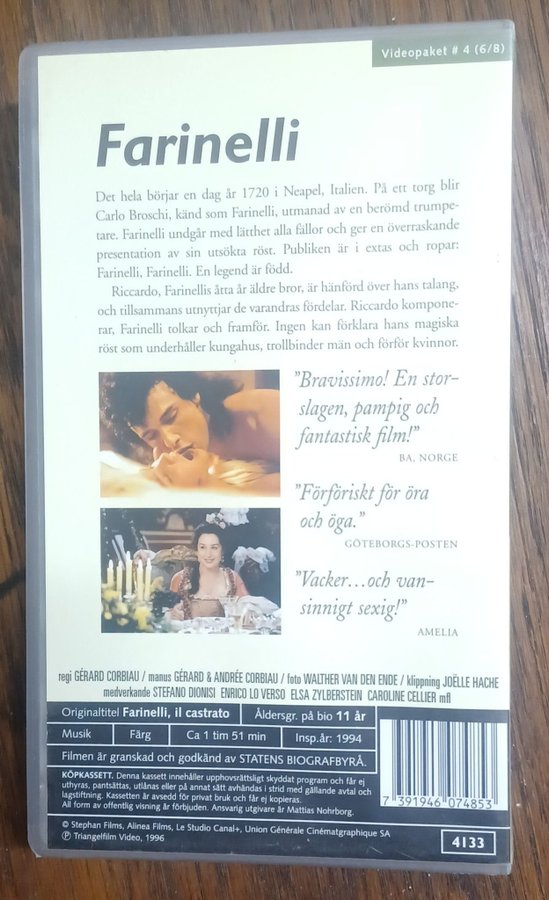 Videopaket # 4 (6/8)
Farinelli
Det hela börjar en dag år 1720 i Neapel, Italien. På ett torg blir
Carlo Broschi, känd som Farinelli, utmanad av en berömd trumpe-
tare. Farinelli undgår med lätthet alla fällor och ger en överraskande
presentation av sin utsökta röst. Publiken är i extas och ropar:
Farinelli, Farinelli. En legend är född.
Riccardo, Farinellis åtta år äldre bror, är hänförd över hans talang,
och tillsammans utnyttjar de varandras fördelar. Riccardo kompone-
rar, Farinelli tolkar och framför. Ingen kan förklara hans magiska
röst som underhåller kungahus, trollbinder män och förför kvinnor.
"Bravissimo! En stor-
slagen, pampig och
fantastisk film!"
BA, NORGE
"Förföriskt för öra
och öga."
GÖTEBORGS-POSTEN
"Vacker...och van-
sinnigt sexig!"
AMELIA
regi GÉRARD CORBIAU / manus GÉRARD & ANDRÉE CORBIAU / foto WALTHER VAN DEN ENDE / klippning JOËLLE HACHE
medverkande STEFANO DIONISI ENRICO LO VERSO ELSA ZYLBERSTEIN CAROLINE CELLIER mfl
Originaltitel Farinelli, il castrato Åldersgr. på bio 11 år
Musik Färg Ca 1 tim 51 min Insp.år: 1994
Filmen är granskad och godkänd av STATENS BIOGRAFBYRÅ.
KÖPKASSETT. Denna kassett innehåller upphovsrättsligt skyddat program och får ej
uthyras, pantsättas, utlånas eller på annat sätt avhändas i strid med gällande avtal och
lagstiftning. Kassetten är avsedd för privat bruk och får ej kopieras.
All form av offentlig visning är förbjuden. Ansvarig utgivare är Mattias Nohrborg.
© Stephan Films, Alinea Films, Le Studio Canal+, Union Générale Cinématgraphique SA
℗ Triangelfilm Video, 1996
7 391946 074853
4133